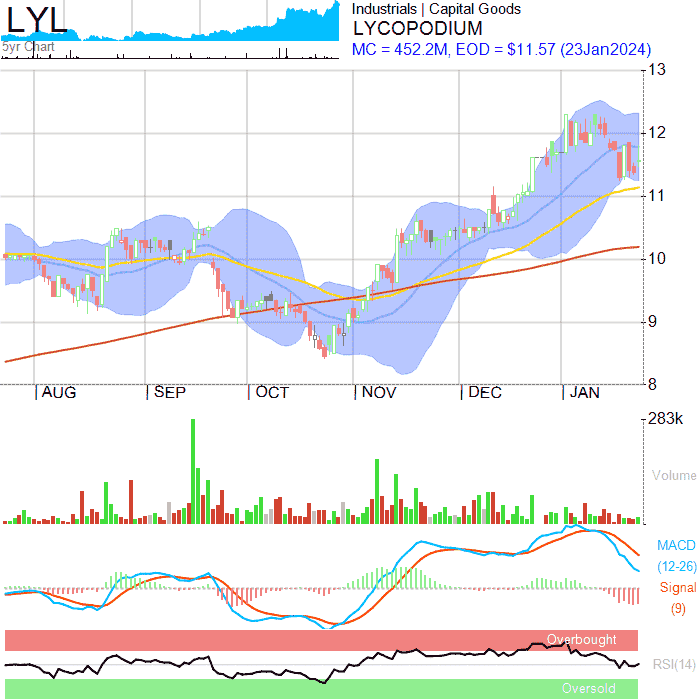 LYL
5yr Chart
Industrials | Capital Goods
LYCOPODIUM
MC = 452.2M, EOD = $11.57 (23Jan2024)
13
12
11
10
9
8
AUG
SEP
OCT
NOV
DEC
JAN
283k
Volume
MACD
(12-26)
Signal
(9)
Overbought
RSI(14)
Oversold